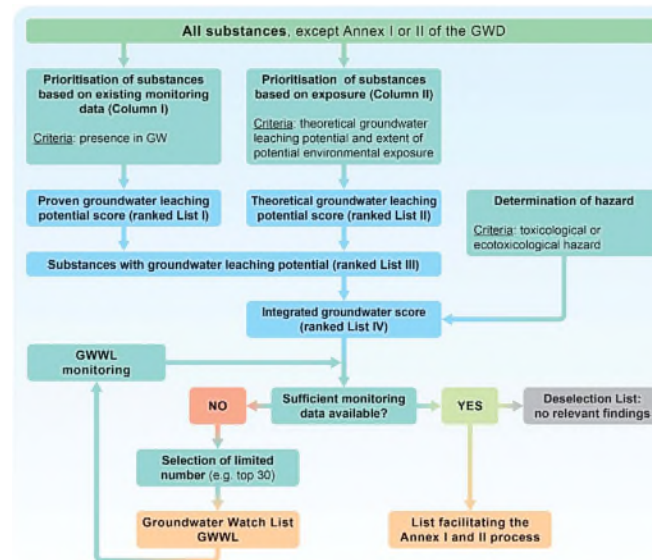 All substances, except Annex I or II of the GWD
Prioritisation of substances
based on existing monitoring
data (Column I)
Criteria: presence in GW
Prioritisation of substances
based on exposure (Column II)
Criteria: theoretical groundwater
leaching potential and extent of
potential environmental exposure
Proven groundwater leaching
potential score (ranked List I)
Theoretical groundwater leaching
potential score (ranked List II)
Determination of hazard
Criteria: toxicological or
ecotoxicological hazard
Substances with groundwater leaching potential (ranked List III)
Integrated groundwater score
(ranked List IV)
GWWL
monitoring
NO
Sufficient monitoring
data available?
YES
Deselection List:
no relevant findings
Selection of limited
number (e.g. top 30)
Groundwater Watch List
GWWL
List facilitating the
Annex I and II process